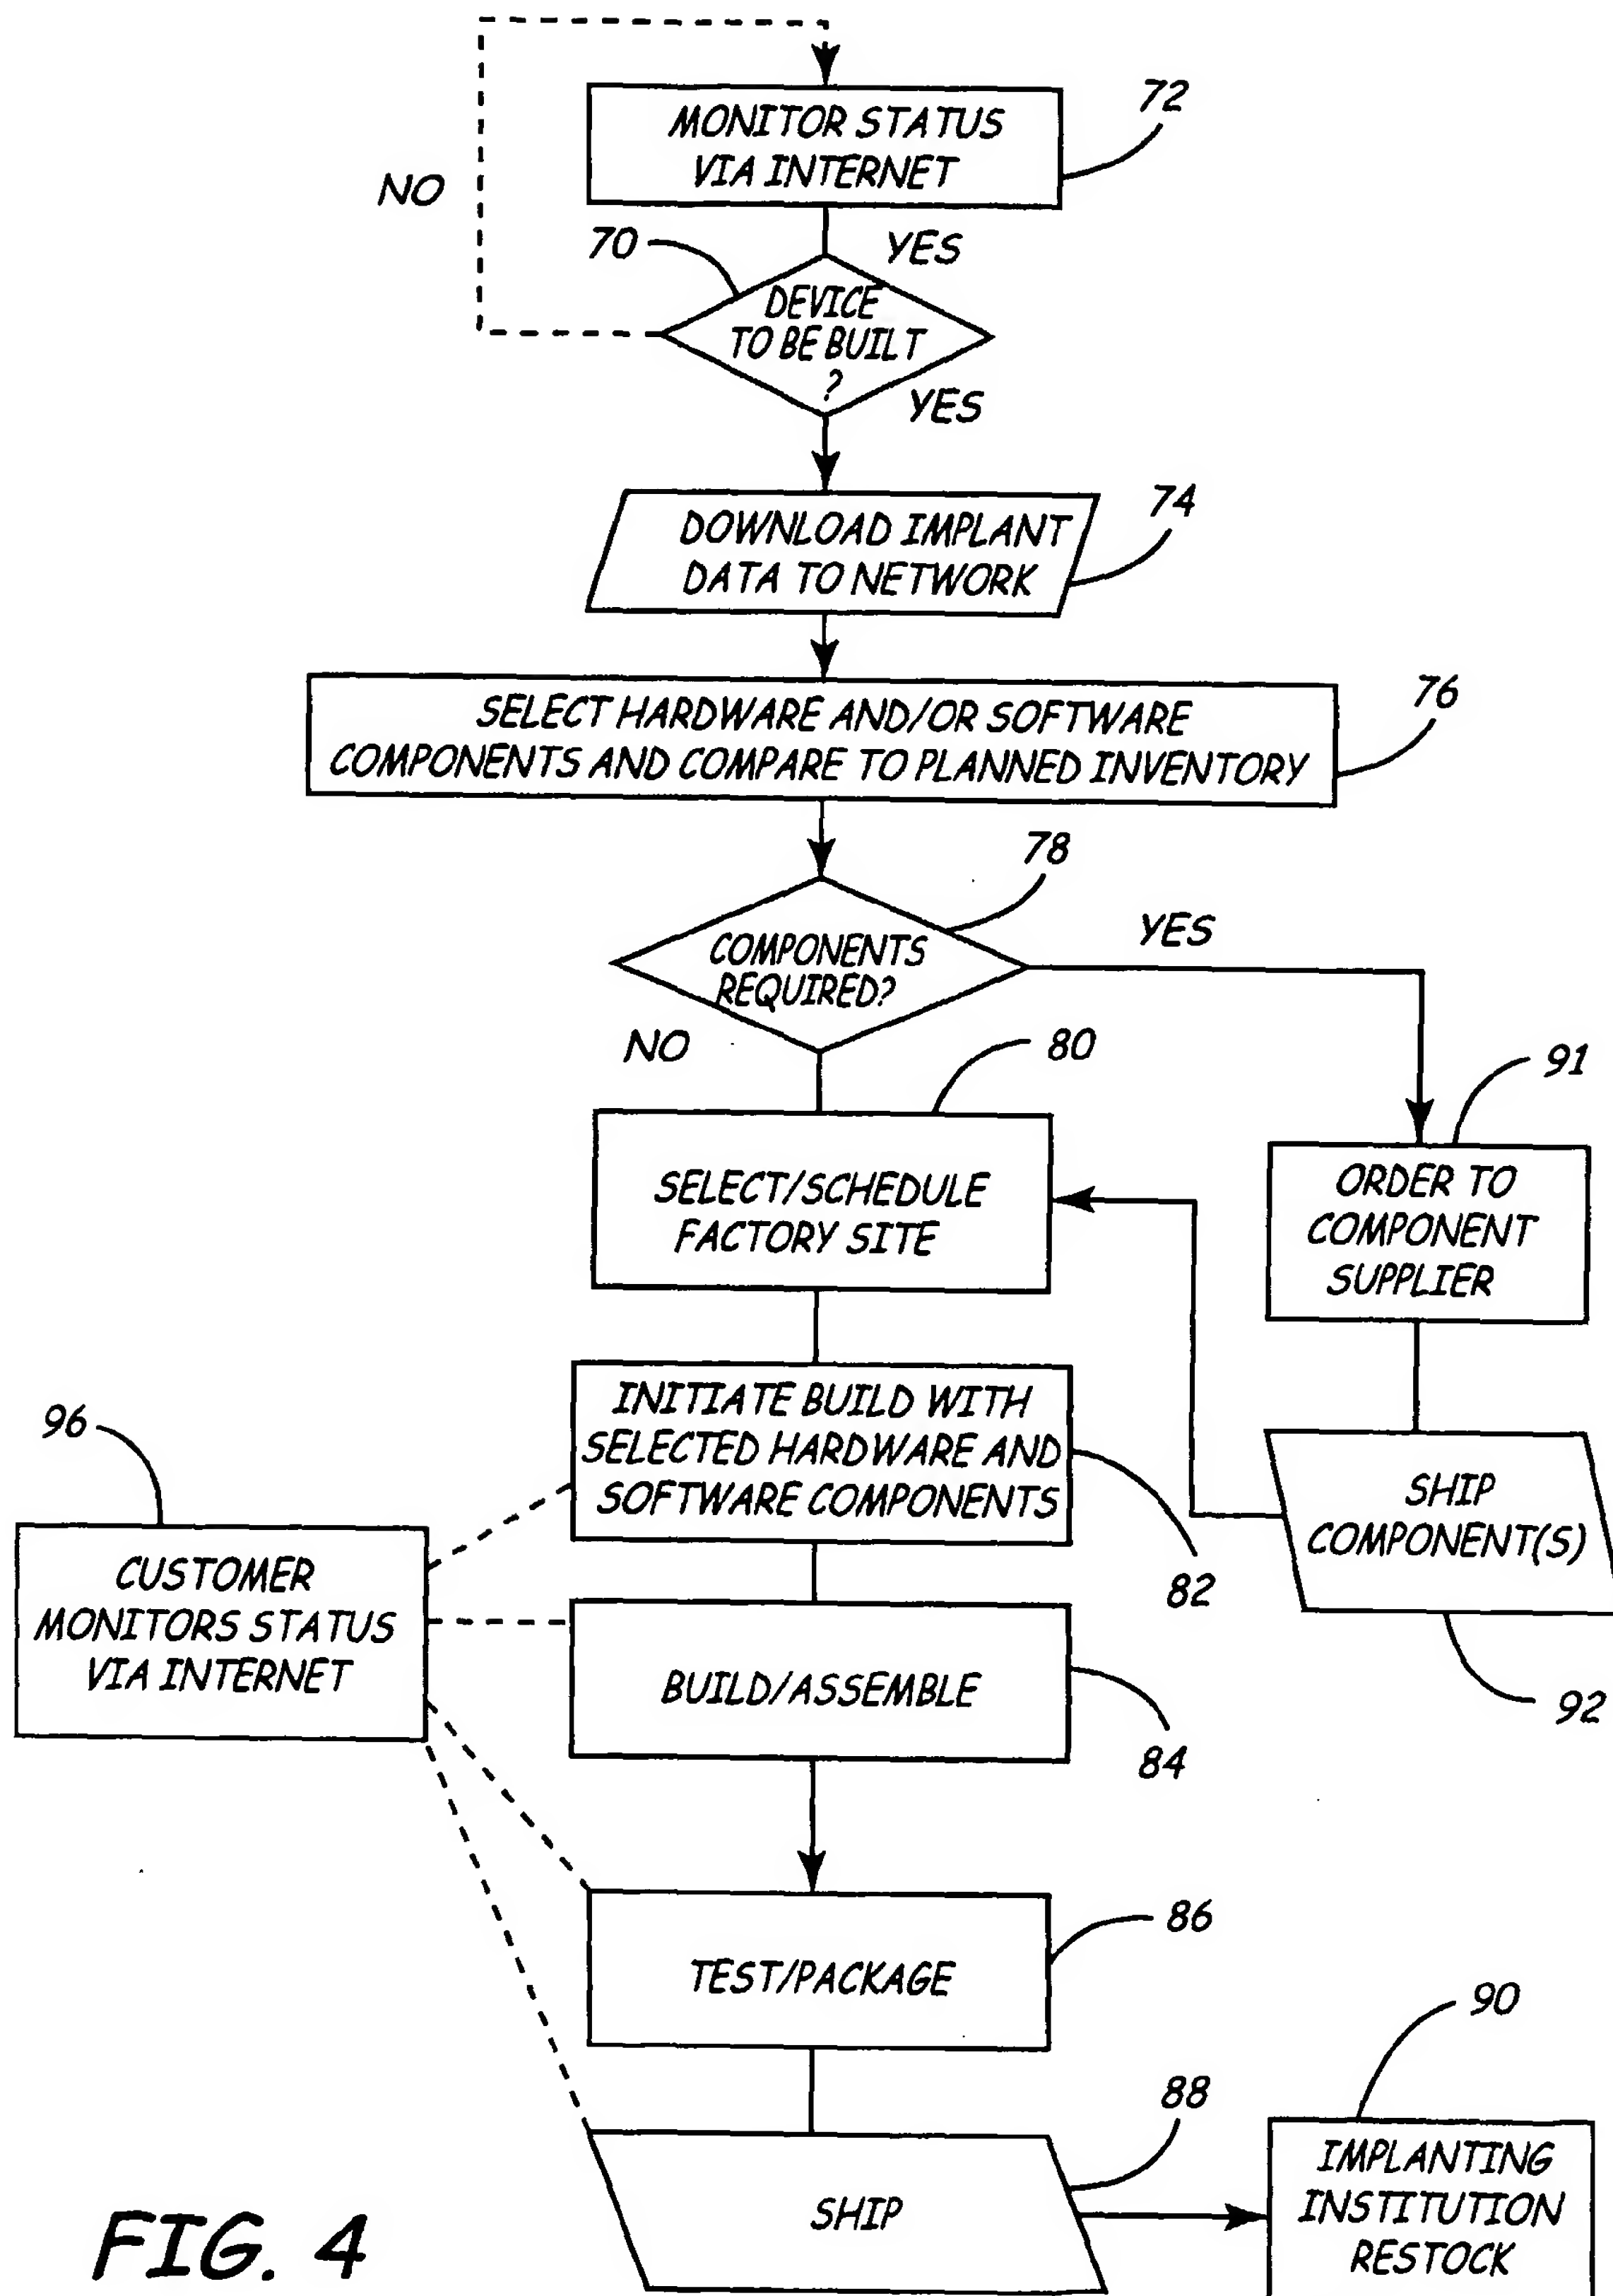 72
MONITOR STATUS
VIA INTERNET
NO
70
YES
DEVICE
TO BE BUILT
?
YES
74
DOWNLOAD IMPLANT
DATA TO NETWORK
76
SELECT HARDWARE AND/OR SOFTWARE
COMPONENTS AND COMPARE TO PLANNED INVENTORY
78
YES
COMPONENTS
REQUIRED?
NO
80
91
SELECT/SCHEDULE
FACTORY SITE
ORDER TO
COMPONENT
SUPPLIER
96
INITIATE BUILD WITH
SELECTED HARDWARE AND
SOFTWARE COMPONENTS
82
SHIP
COMPONENT(S)
92
CUSTOMER
MONITORS STATUS
VIA INTERNET
BUILD/ASSEMBLE
84
86
TEST/PACKAGE
90
88
SHIP
IMPLANTING
INSTITUTION
RESTOCK
FIG. 4